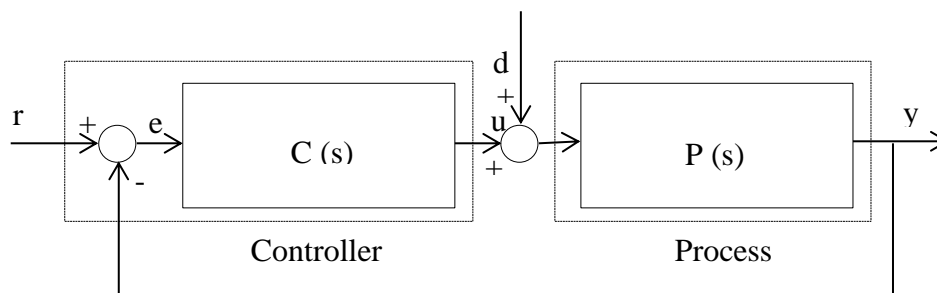 d
r
+
e
u
+
y
C (s)
P (s)
-
+
Controller
Process